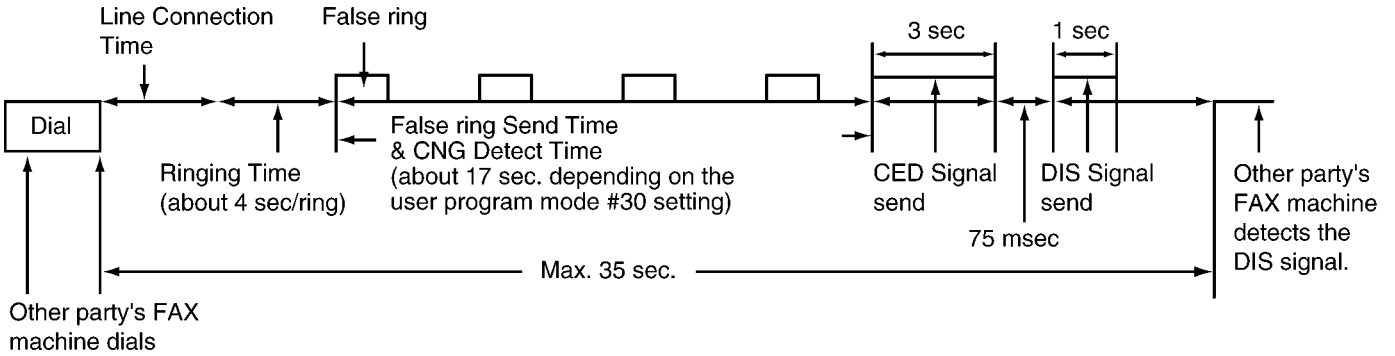 Line Connection
Time
False ring
3 sec
1 sec
Dial
False ring Send Time
& CNG Detect Time
(about 17 sec. depending on the
user program mode #30 setting)
Ringing Time
(about 4 sec/ring)
CED Signal
send
DIS Signal
send
Other party's
FAX machine
detects the
DIS signal.
75 msec
Max. 35 sec.
Other party's FAX
machine dials